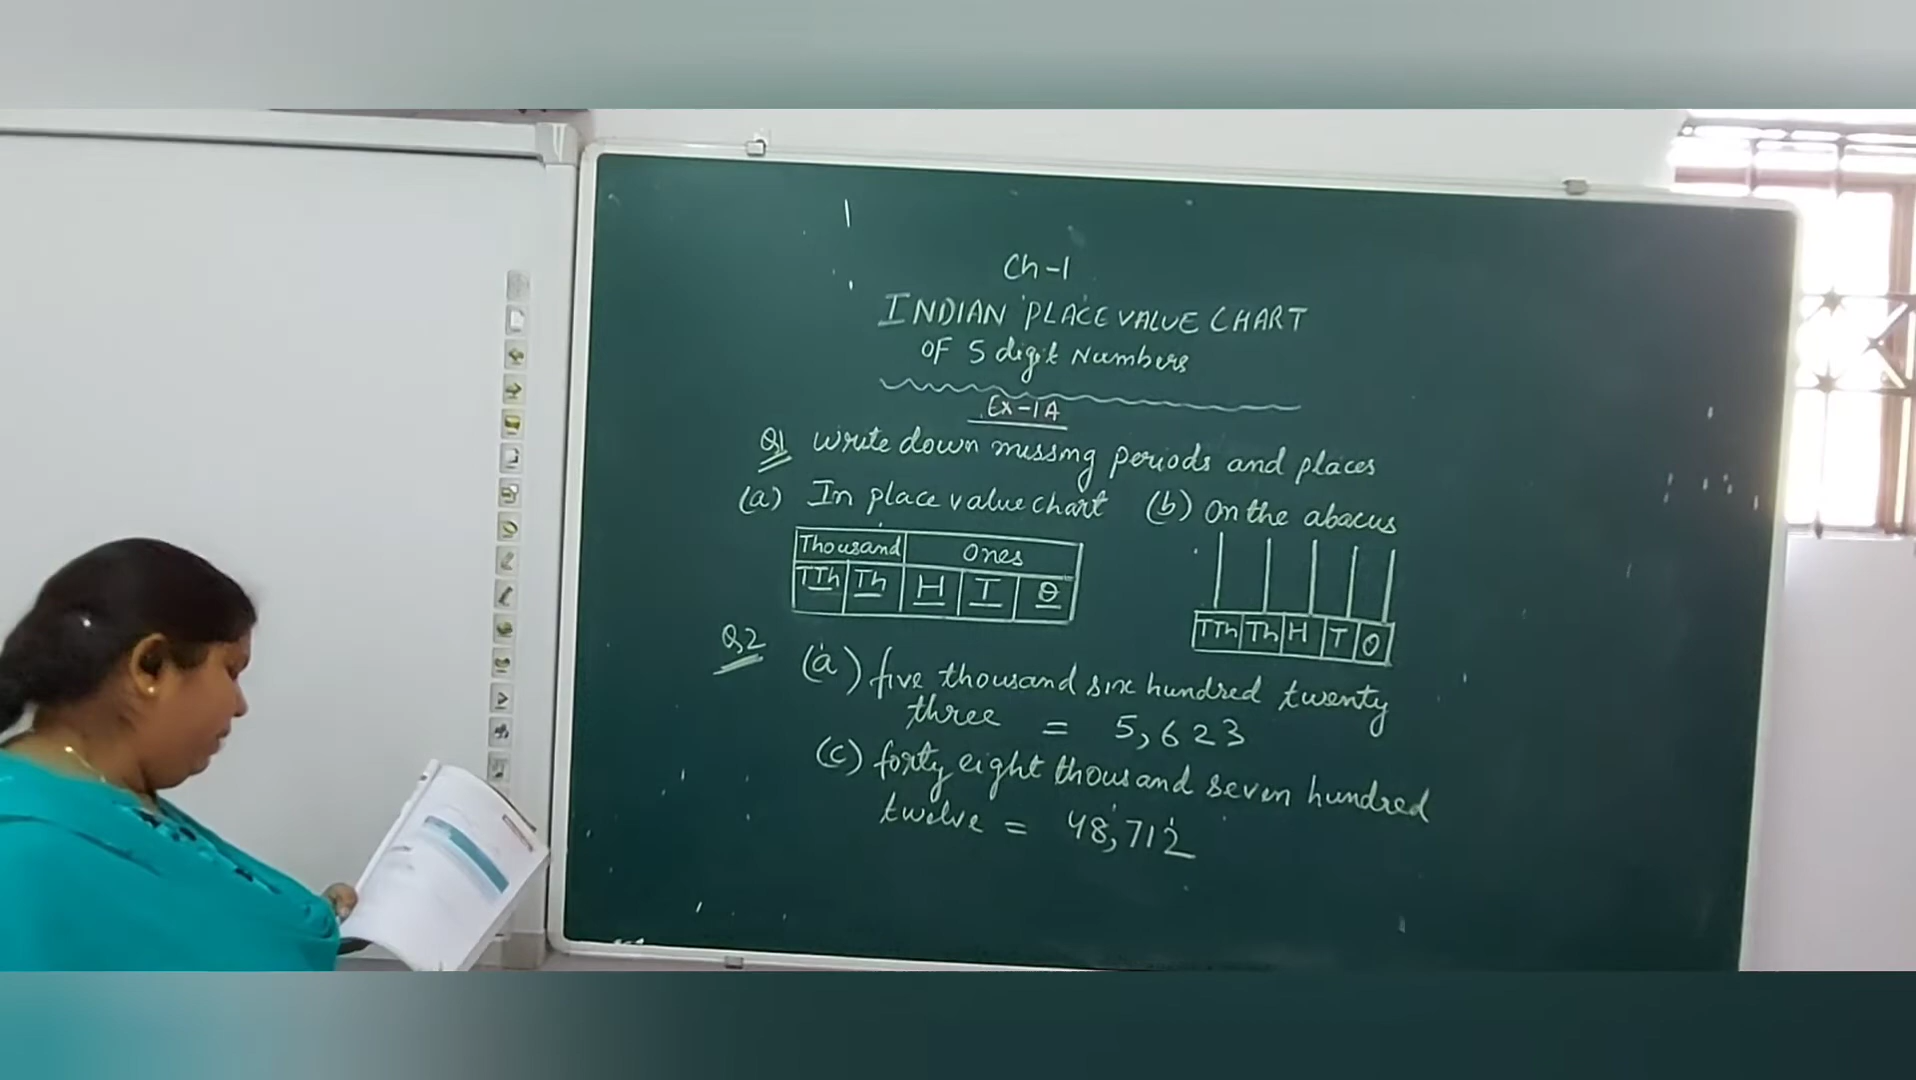 Ch-1
INDIAN PLACE VALUE CHART
OF 5 digit Numbers
Ex-1A
Q1 Write down missing periods and places
(a) In place value chart (b) On the abacus
Thousand Ones
TTh Th H T O
TTh Th H T O
Q2 (a) five thousand six hundred twenty
three = 5,623
(c) forty eight thousand seven hundred
twelve = 48,712